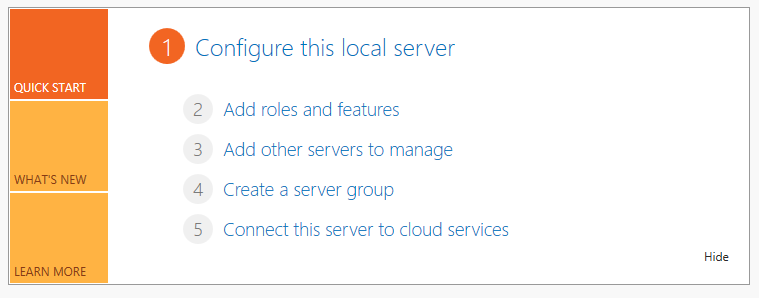 QUICK START
WHAT'S NEW
LEARN MORE
1 Configure this local server
2 Add roles and features
3 Add other servers to manage
4 Create a server group
5 Connect this server to cloud services
Hide